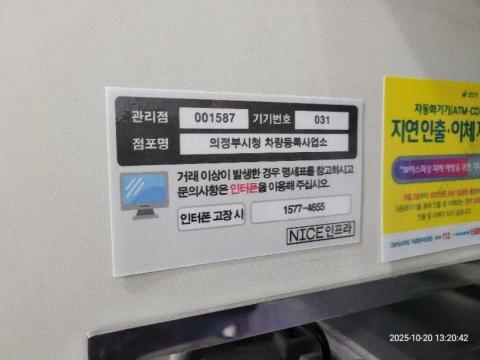 관리점 001587 기기번호 031
점포명 의정부시청 차량등록사업소
거래 이상이 발생한 경우 명세표를 참고하시고
문의사항은 인터폰을 이용해 주십시오.
인터폰 고장 시 1577-4655
NICE인프라
자동화기기(ATM·CD
지연인출·이체
112
2025-10-20 13:20:42